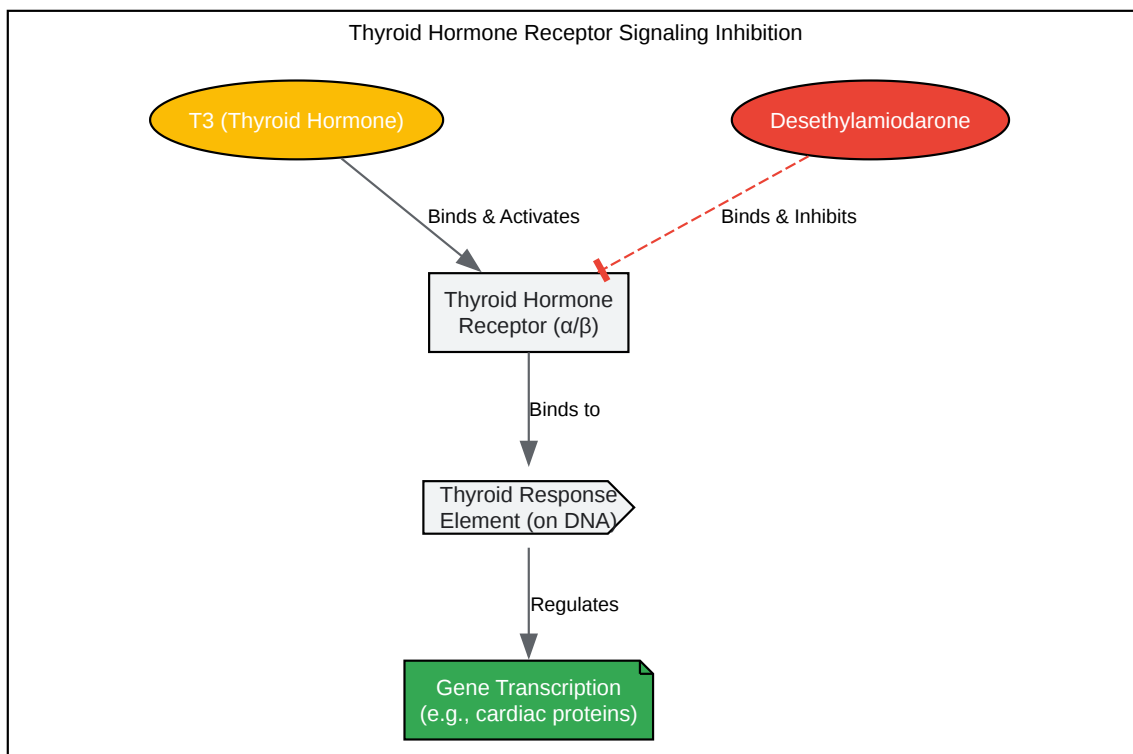 Thyroid Hormone Receptor Signaling Inhibition
T3 (Thyroid Hormone)
Desethylamiodarone
Binds & Activates
Binds & Inhibits
Thyroid Hormone
Receptor (α/β)
Binds to
Thyroid Response
Element (on DNA)
Regulates
Gene Transcription
(e.g., cardiac proteins)